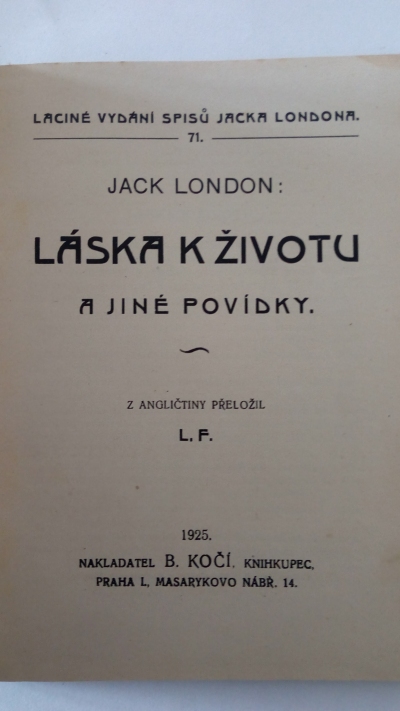 LACINÉ VYDÁNÍ SPISŮ JACKA LONDONA.
71.
JACK LONDON:
LÁSKA K ŽIVOTU
A JINÉ POVÍDKY.
Z ANGLIČTINY PŘELOŽIL
L. F.
1925.
NAKLADATEL B. KOČÍ, KNIHKUPEC,
PRAHA I., MASARYKOVO NÁBŘ. 14.